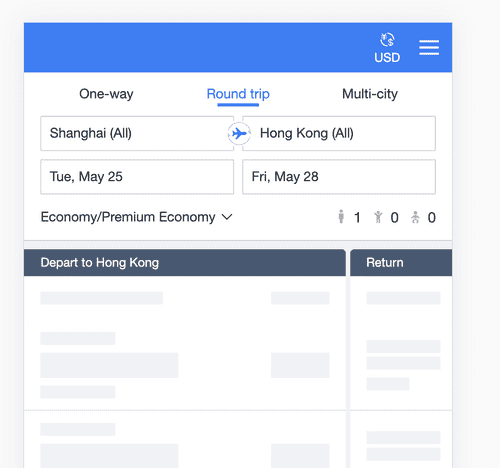 USD
One-way Round trip Multi-city
Shanghai (All) Hong Kong (All)
Tue, May 25 Fri, May 28
Economy/Premium Economy 1 0 0
Depart to Hong Kong Return